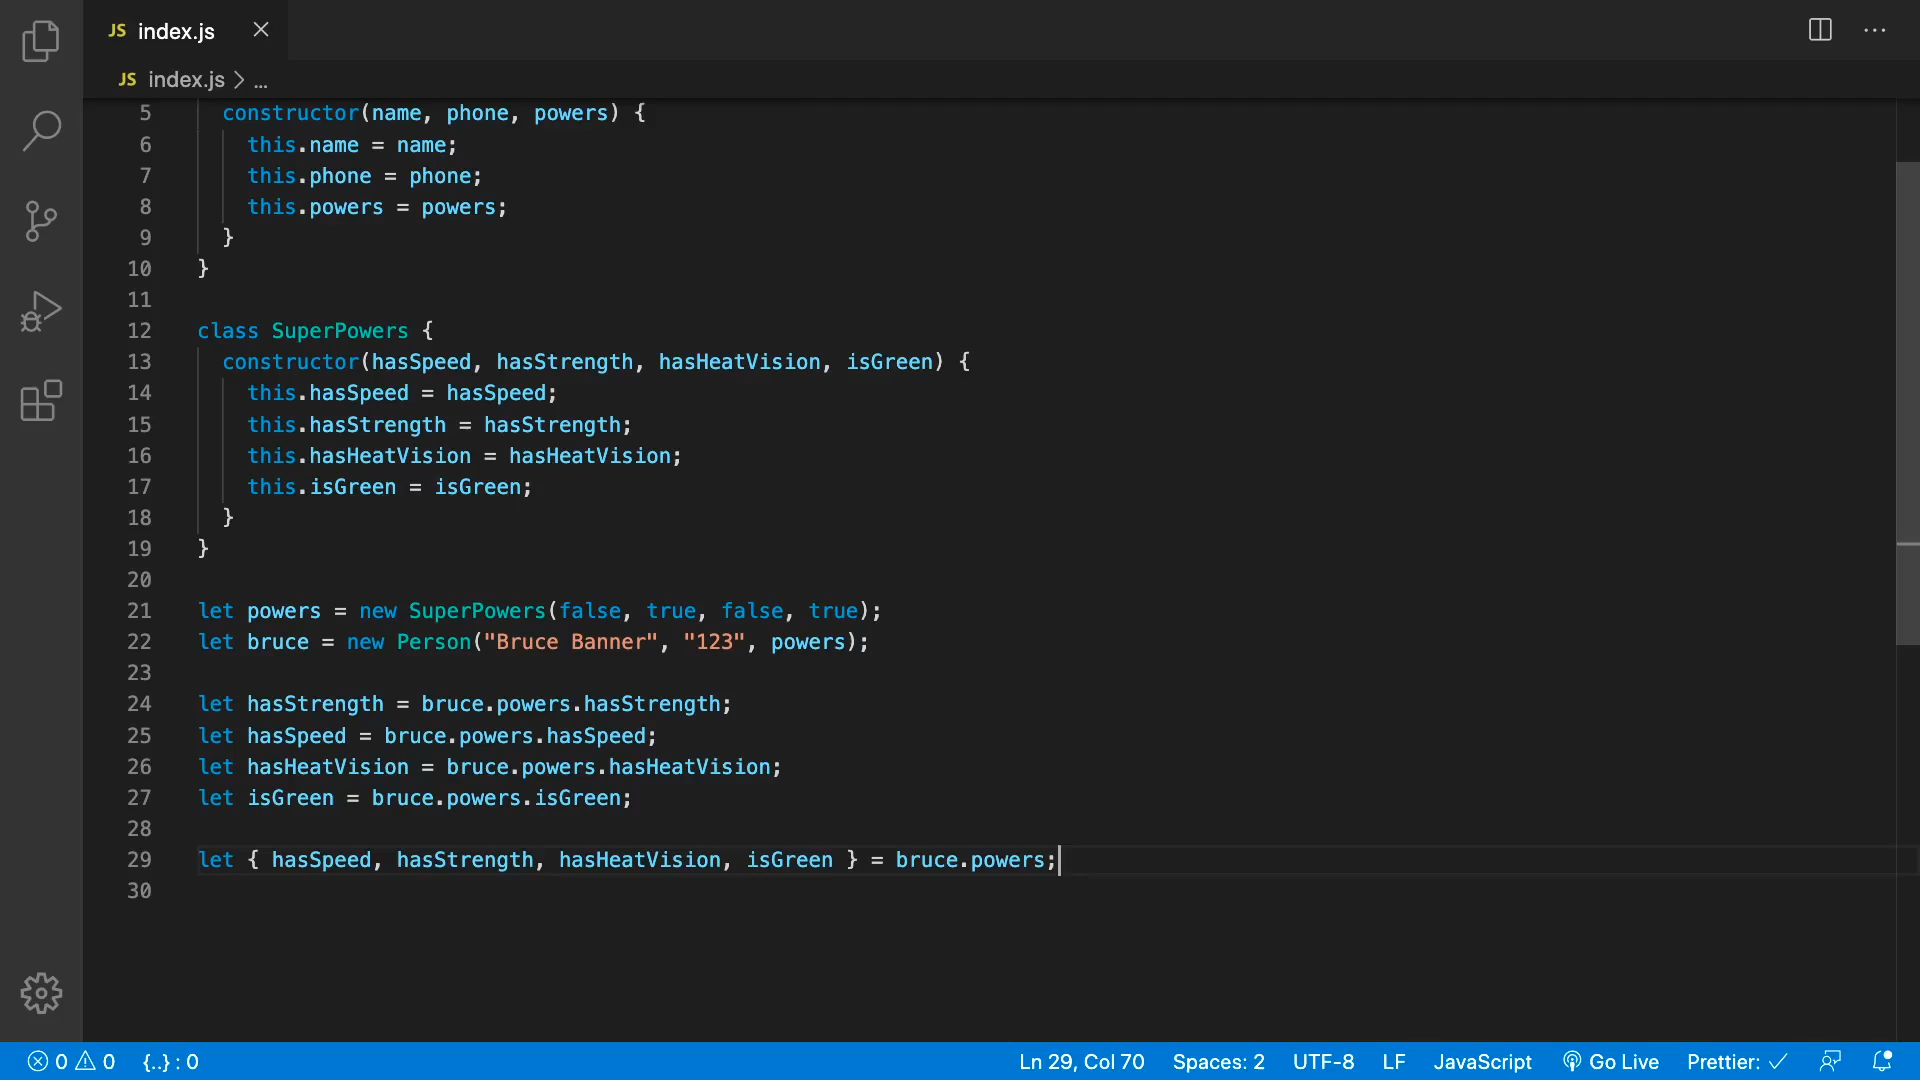 JS index.js
JS index.js > ...
5 constructor(name, phone, powers) {
6 this.name = name;
7 this.phone = phone;
8 this.powers = powers;
9 }
10 }
11
12 class SuperPowers {
13 constructor(hasSpeed, hasStrength, hasHeatVision, isGreen) {
14 this.hasSpeed = hasSpeed;
15 this.hasStrength = hasStrength;
16 this.hasHeatVision = hasHeatVision;
17 this.isGreen = isGreen;
18 }
19 }
20
21 let powers = new SuperPowers(false, true, false, true);
22 let bruce = new Person("Bruce Banner", "123", powers);
23
24 let hasStrength = bruce.powers.hasStrength;
25 let hasSpeed = bruce.powers.hasSpeed;
26 let hasHeatVision = bruce.powers.hasHeatVision;
27 let isGreen = bruce.powers.isGreen;
28
29 let { hasSpeed, hasStrength, hasHeatVision, isGreen } = bruce.powers;
30
0 0 {..} : 0 Ln 29, Col 70 Spaces: 2 UTF-8 LF JavaScript Go Live Prettier: ✓